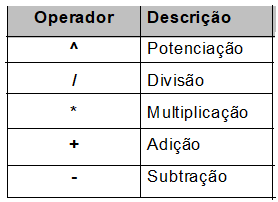 Operador Descrição
^ Potenciação
/ Divisão
* Multiplicação
+ Adição
- Subtração